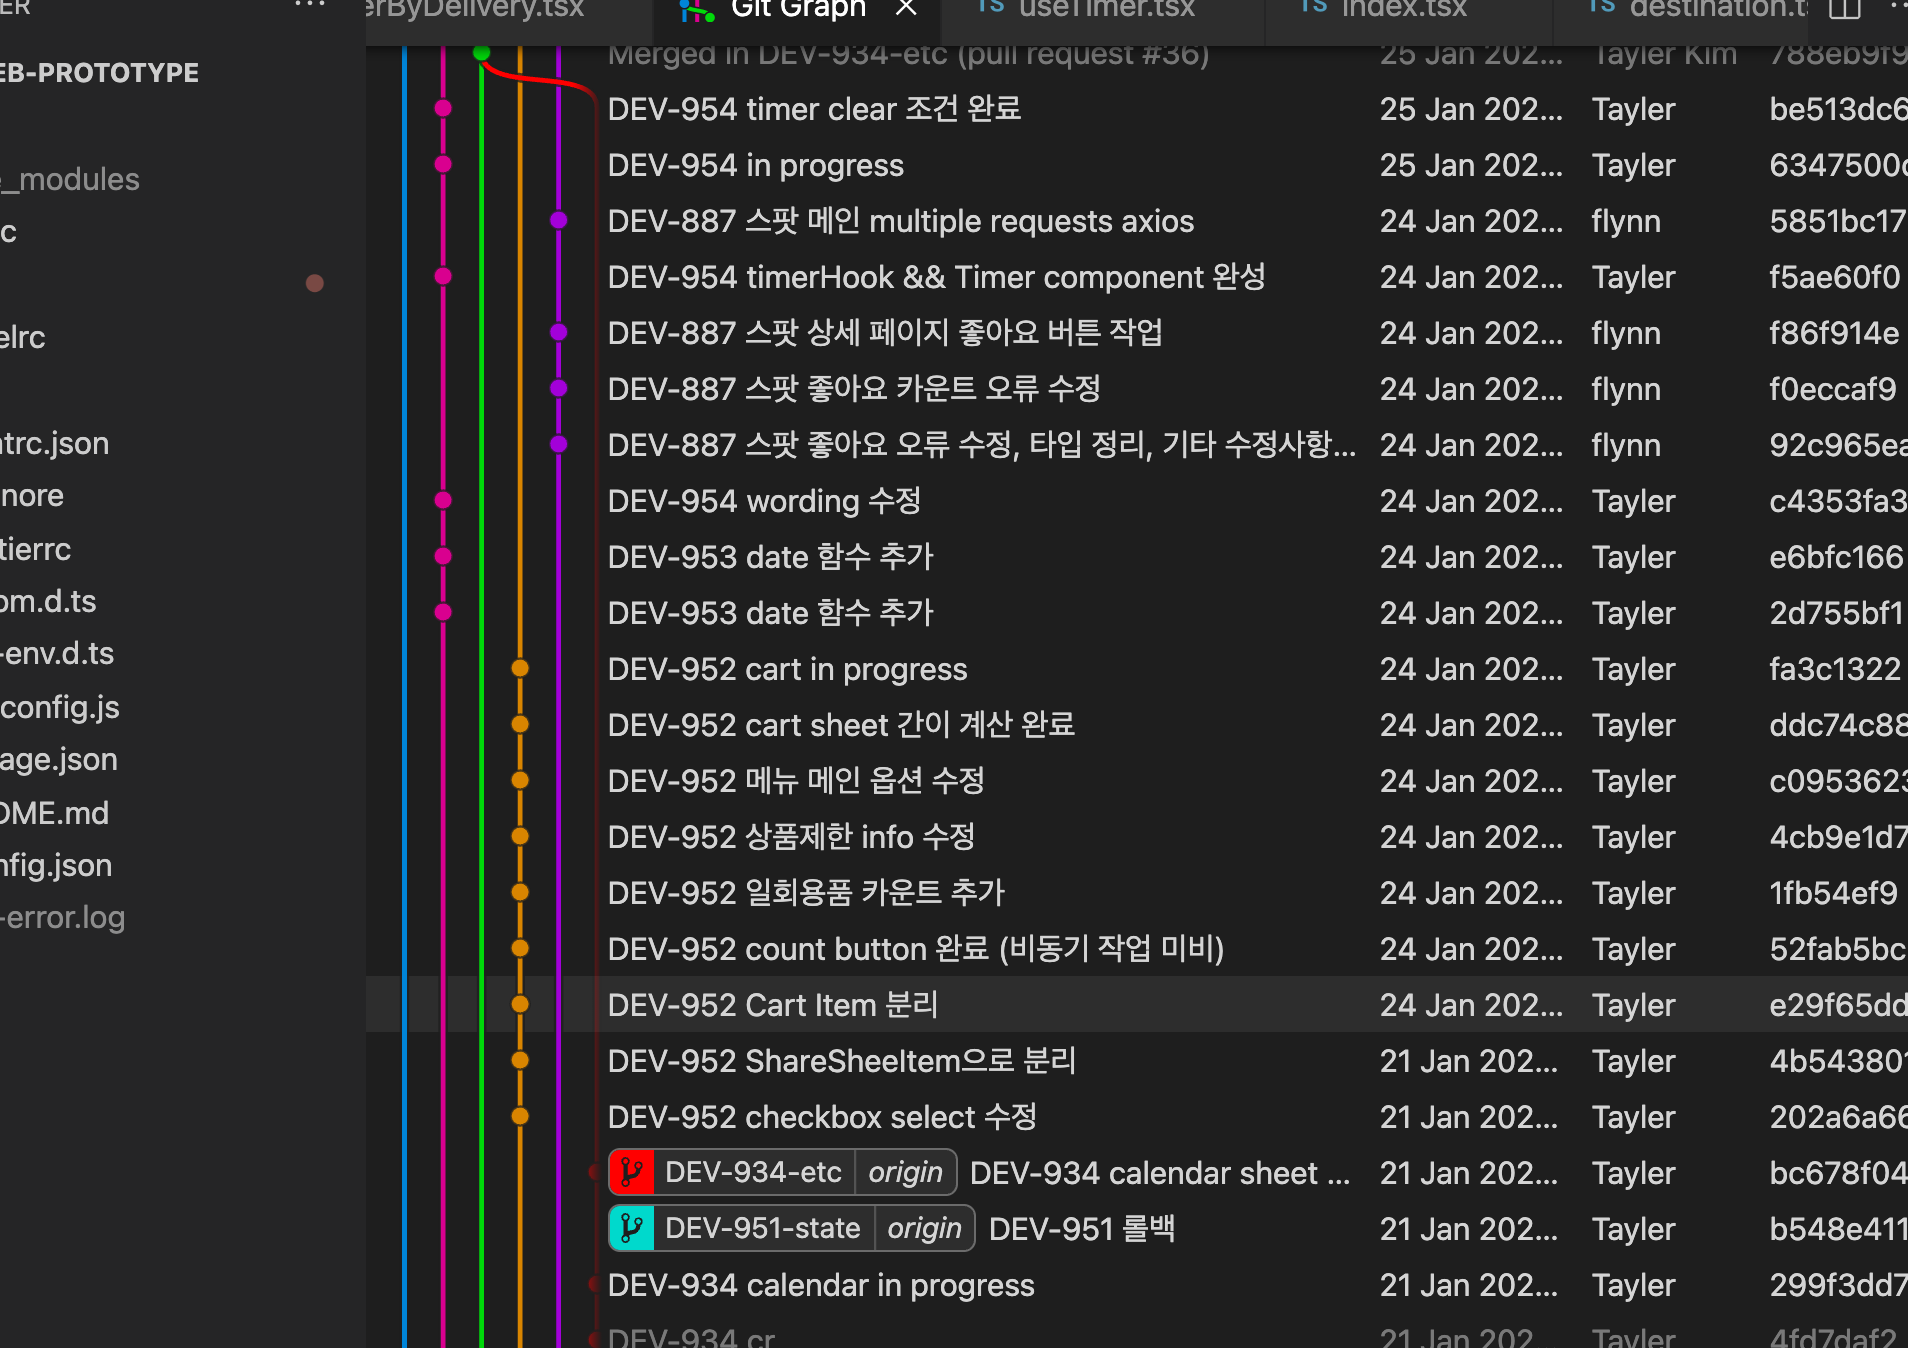 ER ...
erByDelivery.tsx Git Graph × TS useTimer.tsx TS index.tsx TS destination.t
EB-PROTOTYPE
e_modules
c
elrc
ntrc.json
nore
tierrc
om.d.ts
-env.d.ts
config.js
age.json
DME.md
nfig.json
-error.log
Merged in DEV-934-etc (pull request #36) 25 Jan 202... Tayler Kim 788eb9f9
DEV-954 timer clear 조건 완료 25 Jan 202... Tayler be513dc6
DEV-954 in progress 25 Jan 202... Tayler 6347500c
DEV-887 스팟 메인 multiple requests axios 24 Jan 202... flynn 5851bc17
DEV-954 timerHook && Timer component 완성 24 Jan 202... Tayler f5ae60f0
DEV-887 스팟 상세 페이지 좋아요 버튼 작업 24 Jan 202... flynn f86f914e
DEV-887 스팟 좋아요 카운트 오류 수정 24 Jan 202... flynn f0eccaf9
DEV-887 스팟 좋아요 오류 수정, 타입 정리, 기타 수정사항... 24 Jan 202... flynn 92c965ea
DEV-954 wording 수정 24 Jan 202... Tayler c4353fa3
DEV-953 date 함수 추가 24 Jan 202... Tayler e6bfc166
DEV-953 date 함수 추가 24 Jan 202... Tayler 2d755bf1
DEV-952 cart in progress 24 Jan 202... Tayler fa3c1322
DEV-952 cart sheet 간이 계산 완료 24 Jan 202... Tayler ddc74c88
DEV-952 메뉴 메인 옵션 수정 24 Jan 202... Tayler c0953623
DEV-952 상품제한 info 수정 24 Jan 202... Tayler 4cb9e1d7
DEV-952 일회용품 카운트 추가 24 Jan 202... Tayler 1fb54ef9
DEV-952 count button 완료 (비동기 작업 미비) 24 Jan 202... Tayler 52fab5bc
DEV-952 Cart Item 분리 24 Jan 202... Tayler e29f65dd
DEV-952 ShareSheeItem으로 분리 21 Jan 202... Tayler 4b543801
DEV-952 checkbox select 수정 21 Jan 202... Tayler 202a6a66
DEV-934-etc origin DEV-934 calendar sheet ... 21 Jan 202... Tayler bc678f04
DEV-951-state origin DEV-951 롤백 21 Jan 202... Tayler b548e411
DEV-934 calendar in progress 21 Jan 202... Tayler 299f3dd7
DEV-934 cr 21 Jan 202 Tayler 4fd7daf2